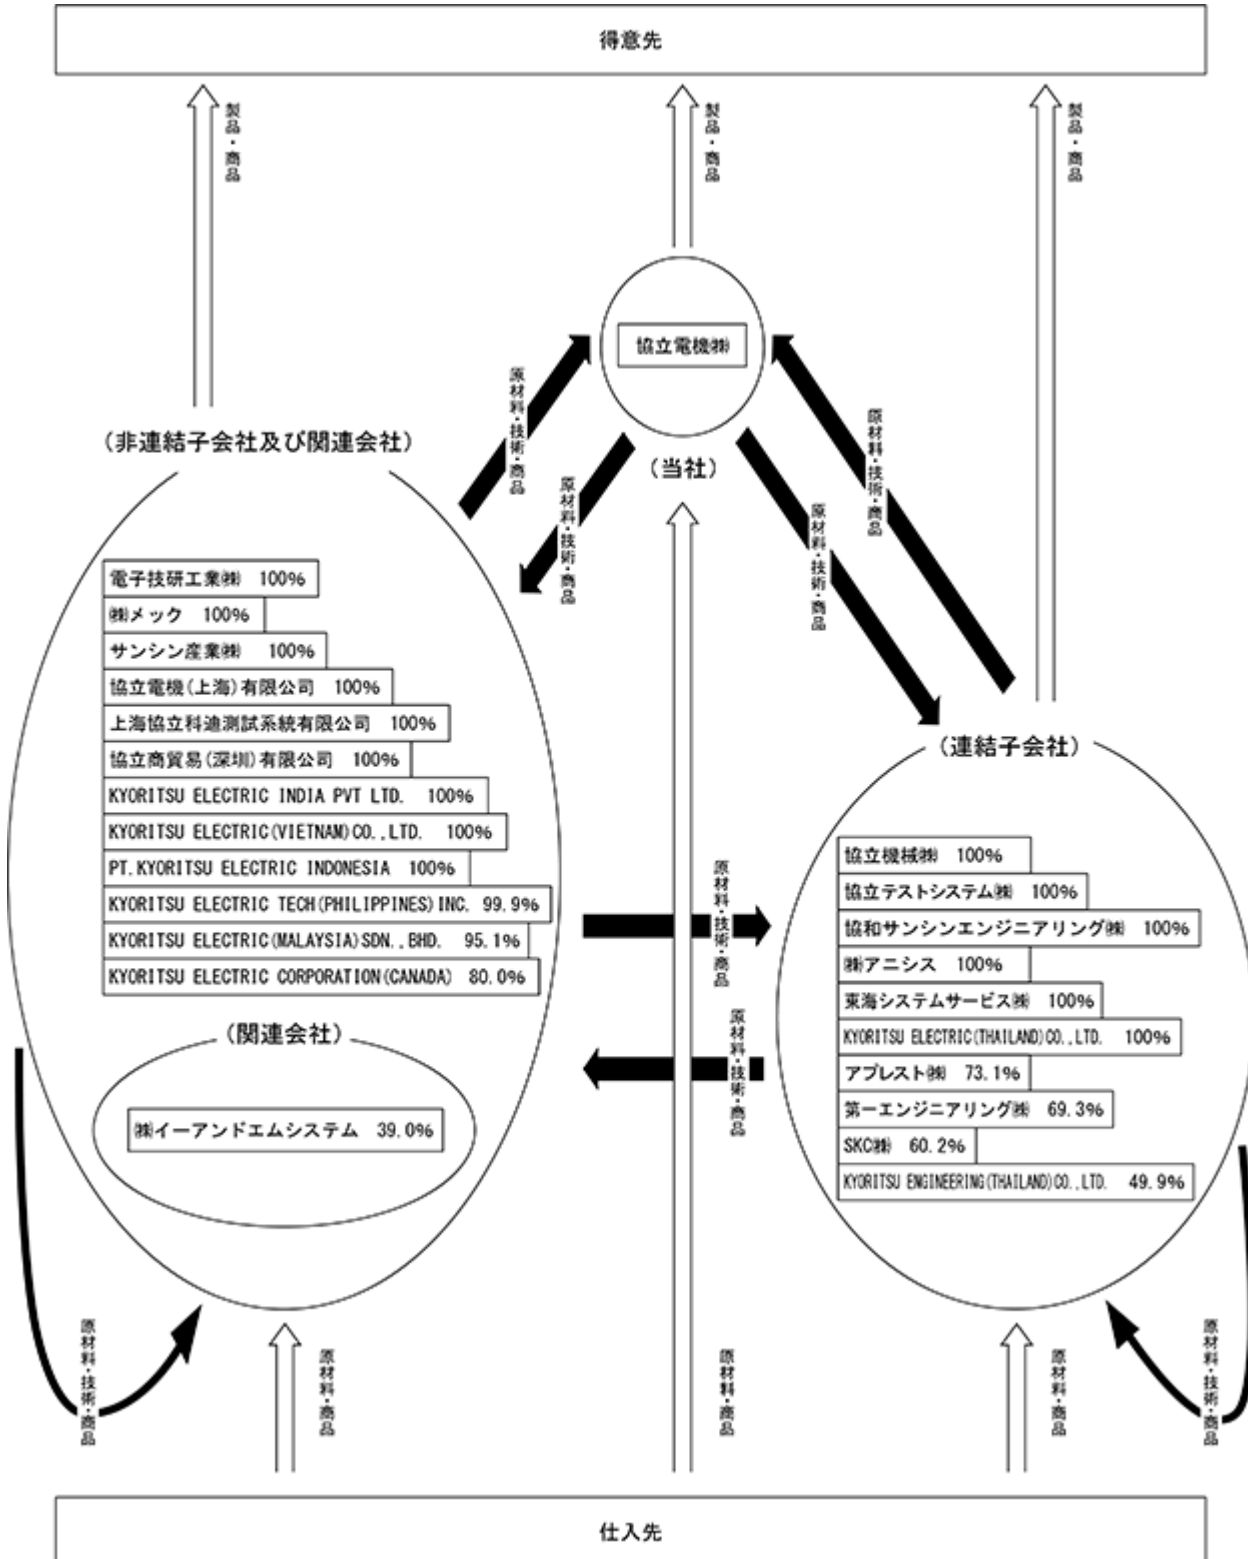 得意先
製品・商品
製品・商品
製品・商品
協立電機㈱
(当社)
原材料・技術・商品
原材料・技術・商品
原材料・技術・商品
原材料・技術・商品
(非連結子会社及び関連会社)
電子技研工業㈱ 100%
㈱メック 100%
サンシン産業㈱ 100%
協立電機(上海)有限公司 100%
上海協立科迪測試系統有限公司 100%
協立商貿易(深圳)有限公司 100%
KYORITSU ELECTRIC INDIA PVT LTD. 100%
KYORITSU ELECTRIC(VIETNAM)CO.,LTD. 100%
PT.KYORITSU ELECTRIC INDONESIA 100%
KYORITSU ELECTRIC TECH(PHILIPPINES)INC. 99.9%
KYORITSU ELECTRIC(MALAYSIA)SDN.,BHD. 95.1%
KYORITSU ELECTRIC CORPORATION(CANADA) 80.0%
(関連会社)
㈱イーアンドエムシステム 39.0%
原材料・技術・商品
原材料・技術・商品
(連結子会社)
協立機械㈱ 100%
協立テストシステム㈱ 100%
協和サンシンエンジニアリング㈱ 100%
㈱アニシス 100%
東海システムサービス㈱ 100%
KYORITSU ELECTRIC(THAILAND)CO.,LTD. 100%
アプレスト㈱ 73.1%
第一エンジニアリング㈱ 69.3%
SKC㈱ 60.2%
KYORITSU ENGINEERING(THAILAND)CO.,LTD. 49.9%
原材料・技術・商品
原材料・商品
原材料・商品
原材料・商品
原材料・技術・商品
仕入先